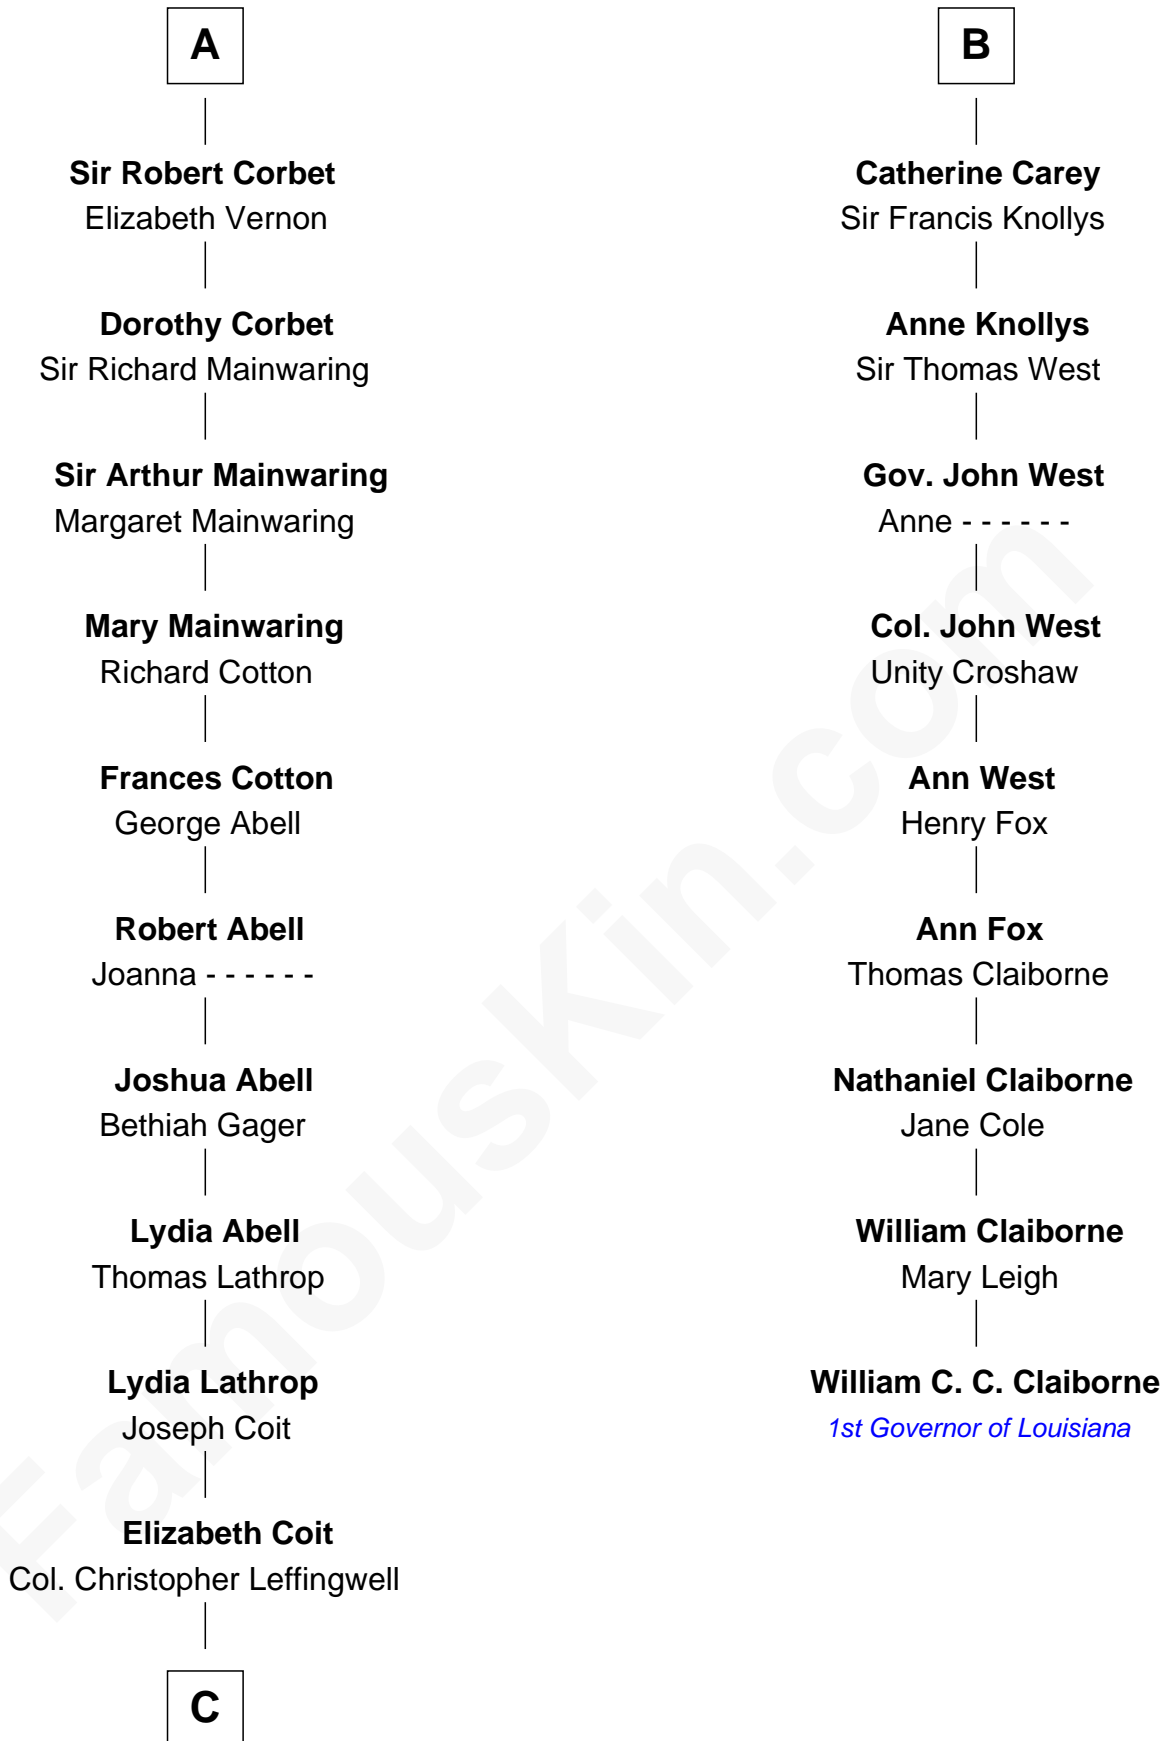 A
Sir Robert Corbet
Elizabeth Vernon
Dorothy Corbet
Sir Richard Mainwaring
Sir Arthur Mainwaring
Margaret Mainwaring
Mary Mainwaring
Richard Cotton
Frances Cotton
George Abell
Robert Abell
Joanna - - - - - -
Joshua Abell
Bethiah Gager
Lydia Abell
Thomas Lathrop
Lydia Lathrop
Joseph Coit
Elizabeth Coit
Col. Christopher Leffingwell
C
B
Catherine Carey
Sir Francis Knollys
Anne Knollys
Sir Thomas West
Gov. John West
Anne - - - - - -
Col. John West
Unity Croshaw
Ann West
Henry Fox
Ann Fox
Thomas Claiborne
Nathaniel Claiborne
Jane Cole
William Claiborne
Mary Leigh
William C. C. Claiborne
1st Governor of Louisiana
FamousKin.com